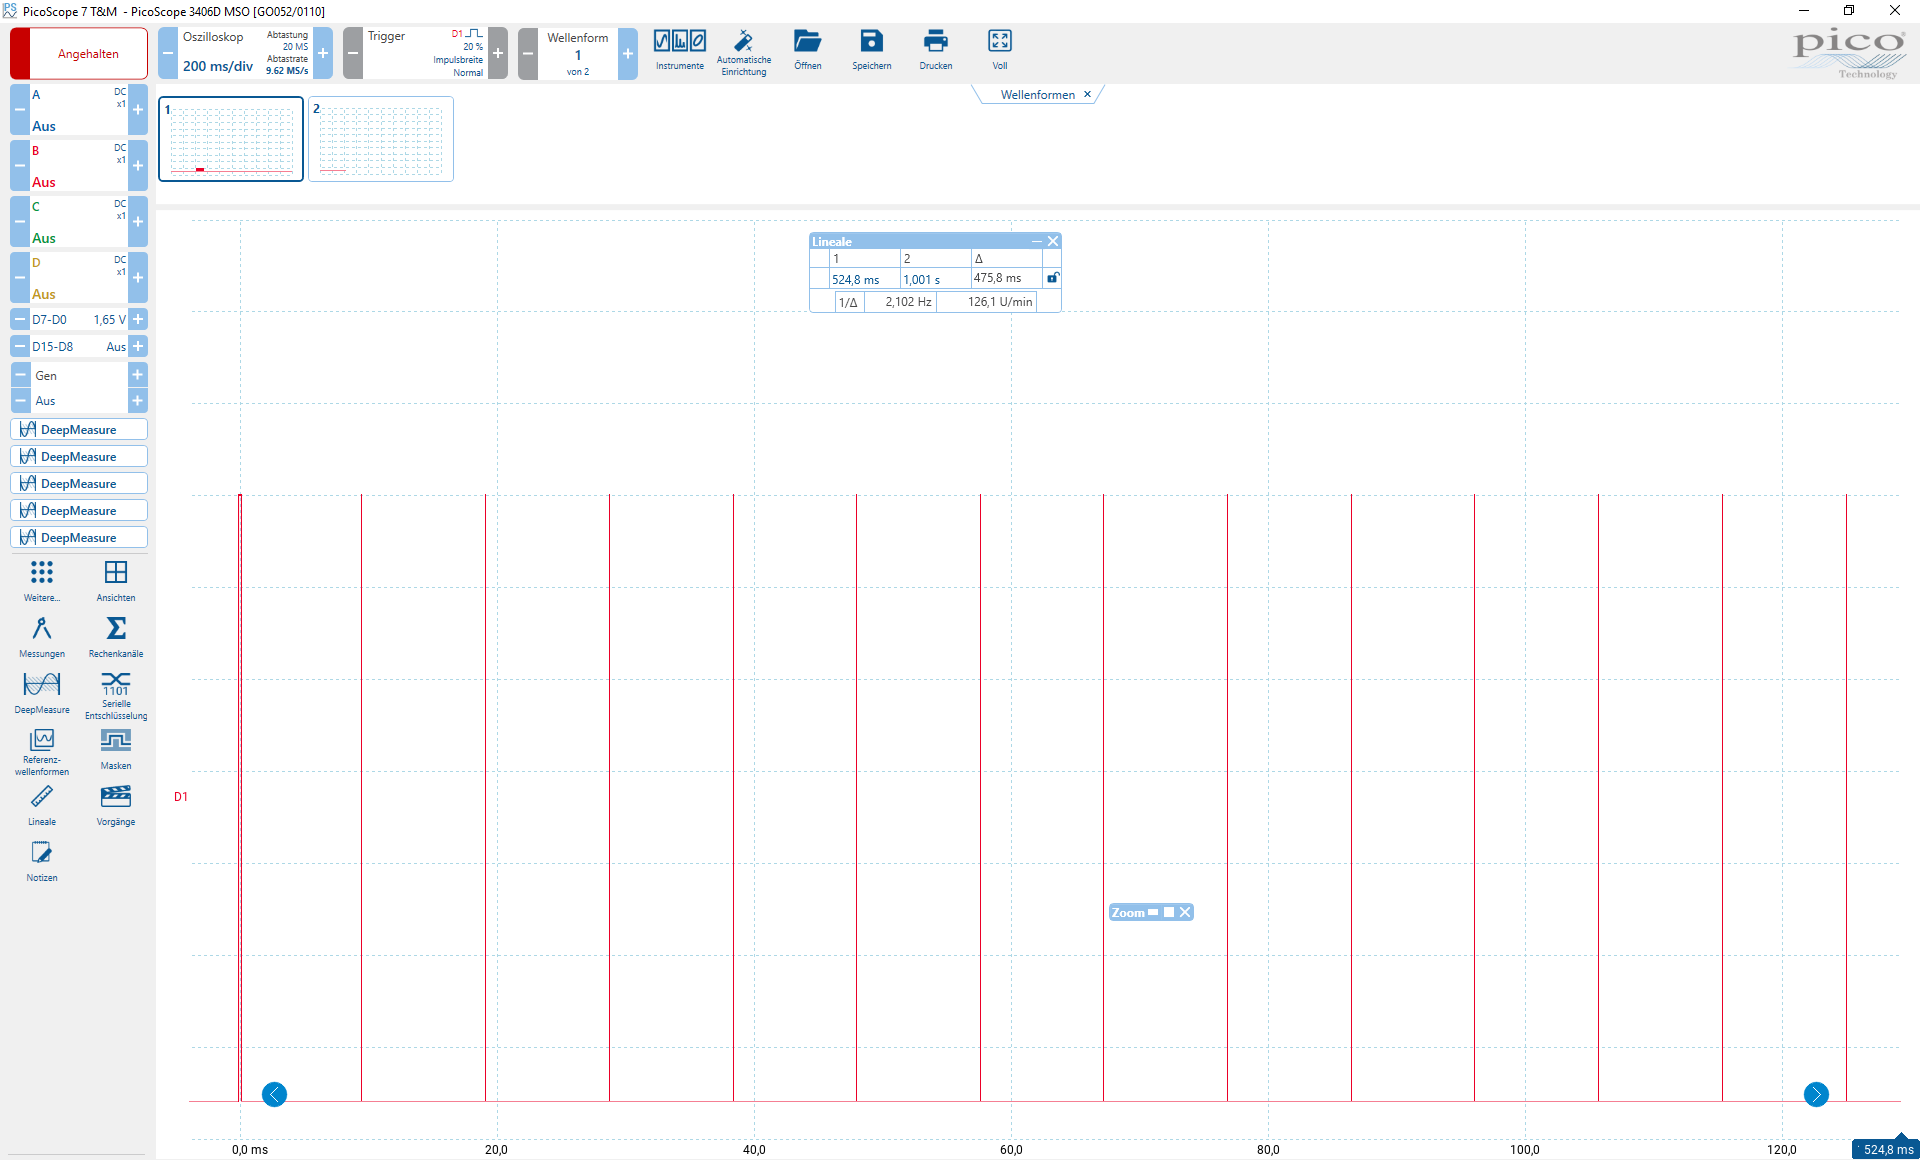 PicoScope 7 T&M - PicoScope 3406D MSO [GO052/0110]
Angehalten
Oszilloskop
200 ms/div
Abtastung
20 MS
Abtastrate
9.62 MS/s
Trigger
D1
20 %
Impulsbreite
Normal
Wellenform
1
von 2
Instrumente
Automatische
Einrichtung
Öffnen
Speichern
Drucken
Voll
pico
Technology
A
DC
x1
Aus
B
DC
x1
Aus
C
DC
x1
Aus
D
DC
x1
Aus
D7-D0 1,65 V
D15-D8 Aus
Gen
Aus
DeepMeasure
DeepMeasure
DeepMeasure
DeepMeasure
DeepMeasure
Weitere...
Ansichten
Messungen
Rechenkanäle
DeepMeasure
1101
Serielle
Entschlüsselung
Referenz-
wellenformen
Masken
Lineale
Vorgänge
Notizen
Wellenformen
1
2
Lineale
1 2 Δ
524,8 ms 1,001 s 475,8 ms
1/Δ 2,102 Hz 126,1 U/min
D1
Zoom
0,0 ms 20,0 40,0 60,0 80,0 100,0 120,0
524,8 ms